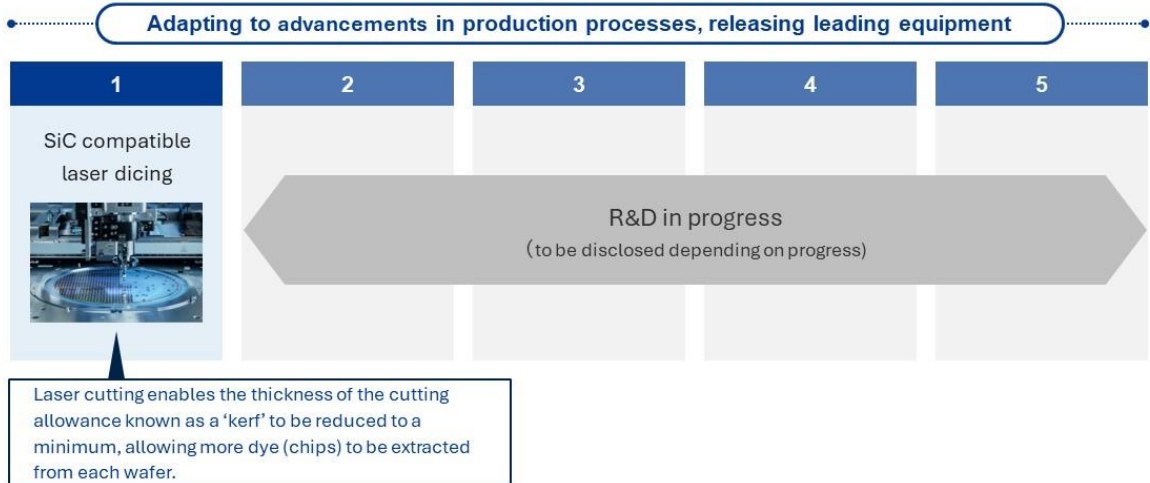 Adapting to advancements in production processes, releasing leading equipment
1
2
3
4
5
SiC compatible
laser dicing
R&D in progress
(to be disclosed depending on progress)
Laser cutting enables the thickness of the cutting
allowance known as a ‘kerf’ to be reduced to a
minimum, allowing more dye (chips) to be extracted
from each wafer.